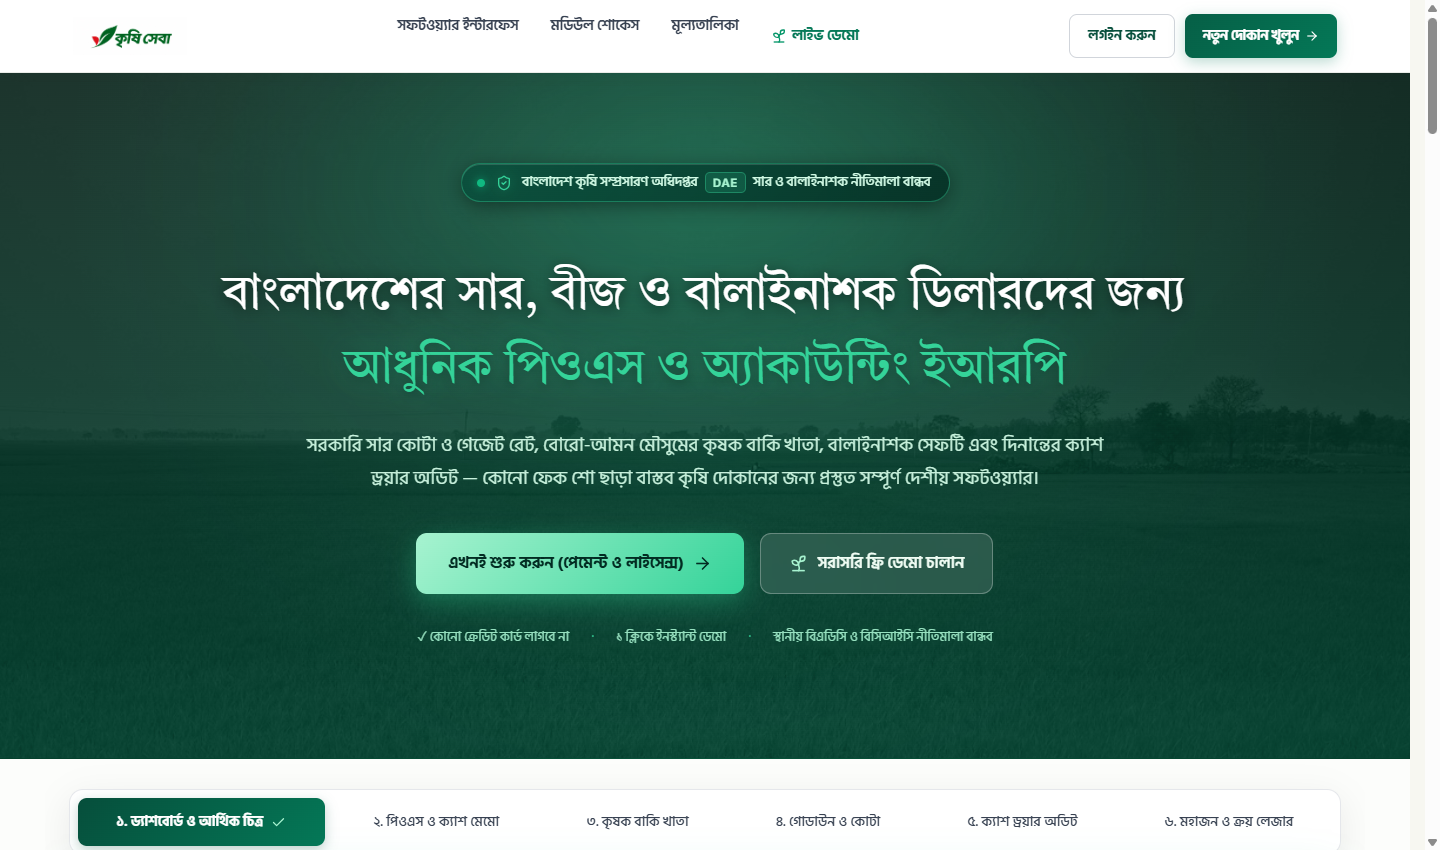 কৃষি সেবা
সফটওয়্যার ইন্টারফেস
মডিউল শোকেস
মূল্যতালিকা
লাইভ ডেমো
লগইন করুন
নতুন দোকান খুলুন →
বাংলাদেশ কৃষি সম্প্রসারণ অধিদপ্তর DAE সার ও বালাইনাশক নীতিমালা বান্ধব
বাংলাদেশের সার, বীজ ও বালাইনাশক ডিলারদের জন্য
আধুনিক পিওএস ও অ্যাকাউন্টিং ইআরপি
সরকারি সার কোটা ও গেজেট রেট, বোরো-আমন মৌসুমের কৃষক বাকি খাতা, বালাইনাশক সেফটি এবং দিনান্তের ক্যাশ
ড্রয়ার অডিট — কোনো ফেক শো ছাড়া বাস্তব কৃষি দোকানের জন্য প্রস্তুত সম্পূর্ণ দেশীয় সফটওয়্যার।
এখনই শুরু করুন (পেমেন্ট ও লাইসেন্স) →
সরাসরি ফ্রি ডেমো চালান
✓ কোনো ক্রেডিট কার্ড লাগবে না · ১ ক্লিকে ইনস্ট্যান্ট ডেমো · স্থানীয় বিএডিসি ও বিসিআইসি নীতিমালা বান্ধব
১. ড্যাশবোর্ড ও আর্থিক চিত্র ✓
২. পিওএস ও ক্যাশ মেমো
৩. কৃষক বাকি খাতা
৪. গোডাউন ও কোটা
৫. ক্যাশ ড্রয়ার অডিট
৬. মহাজন ও ক্রয় লেজার